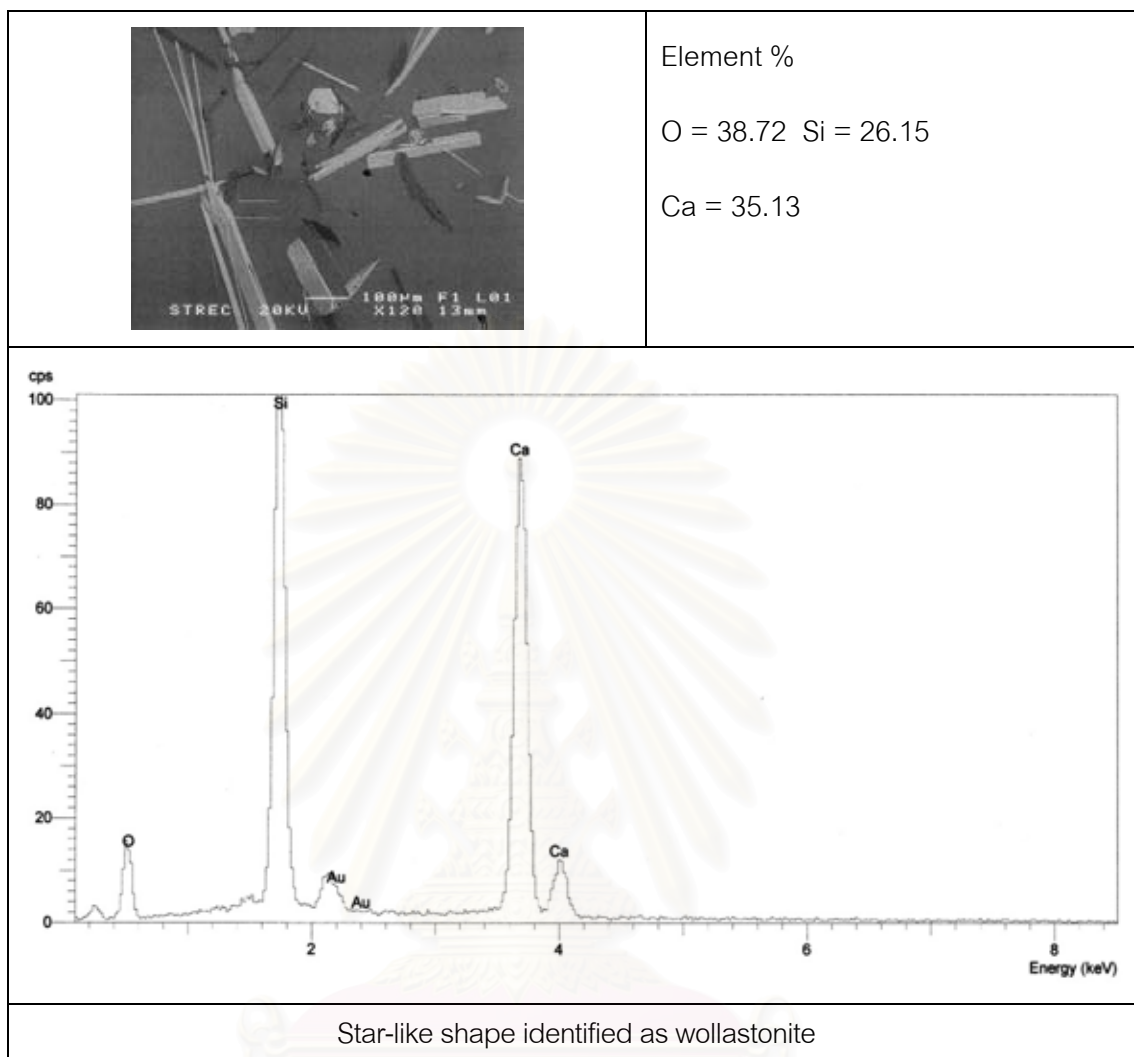 Element %
O = 38.72 Si = 26.15
Ca = 35.13
100μm F1 L01
STREC 20KV X120 13mm
cps
100
80
60
40
20
0
Si
Ca
O
Au
Au
Ca
2
4
6
8
Energy (keV)
Star-like shape identified as wollastonite